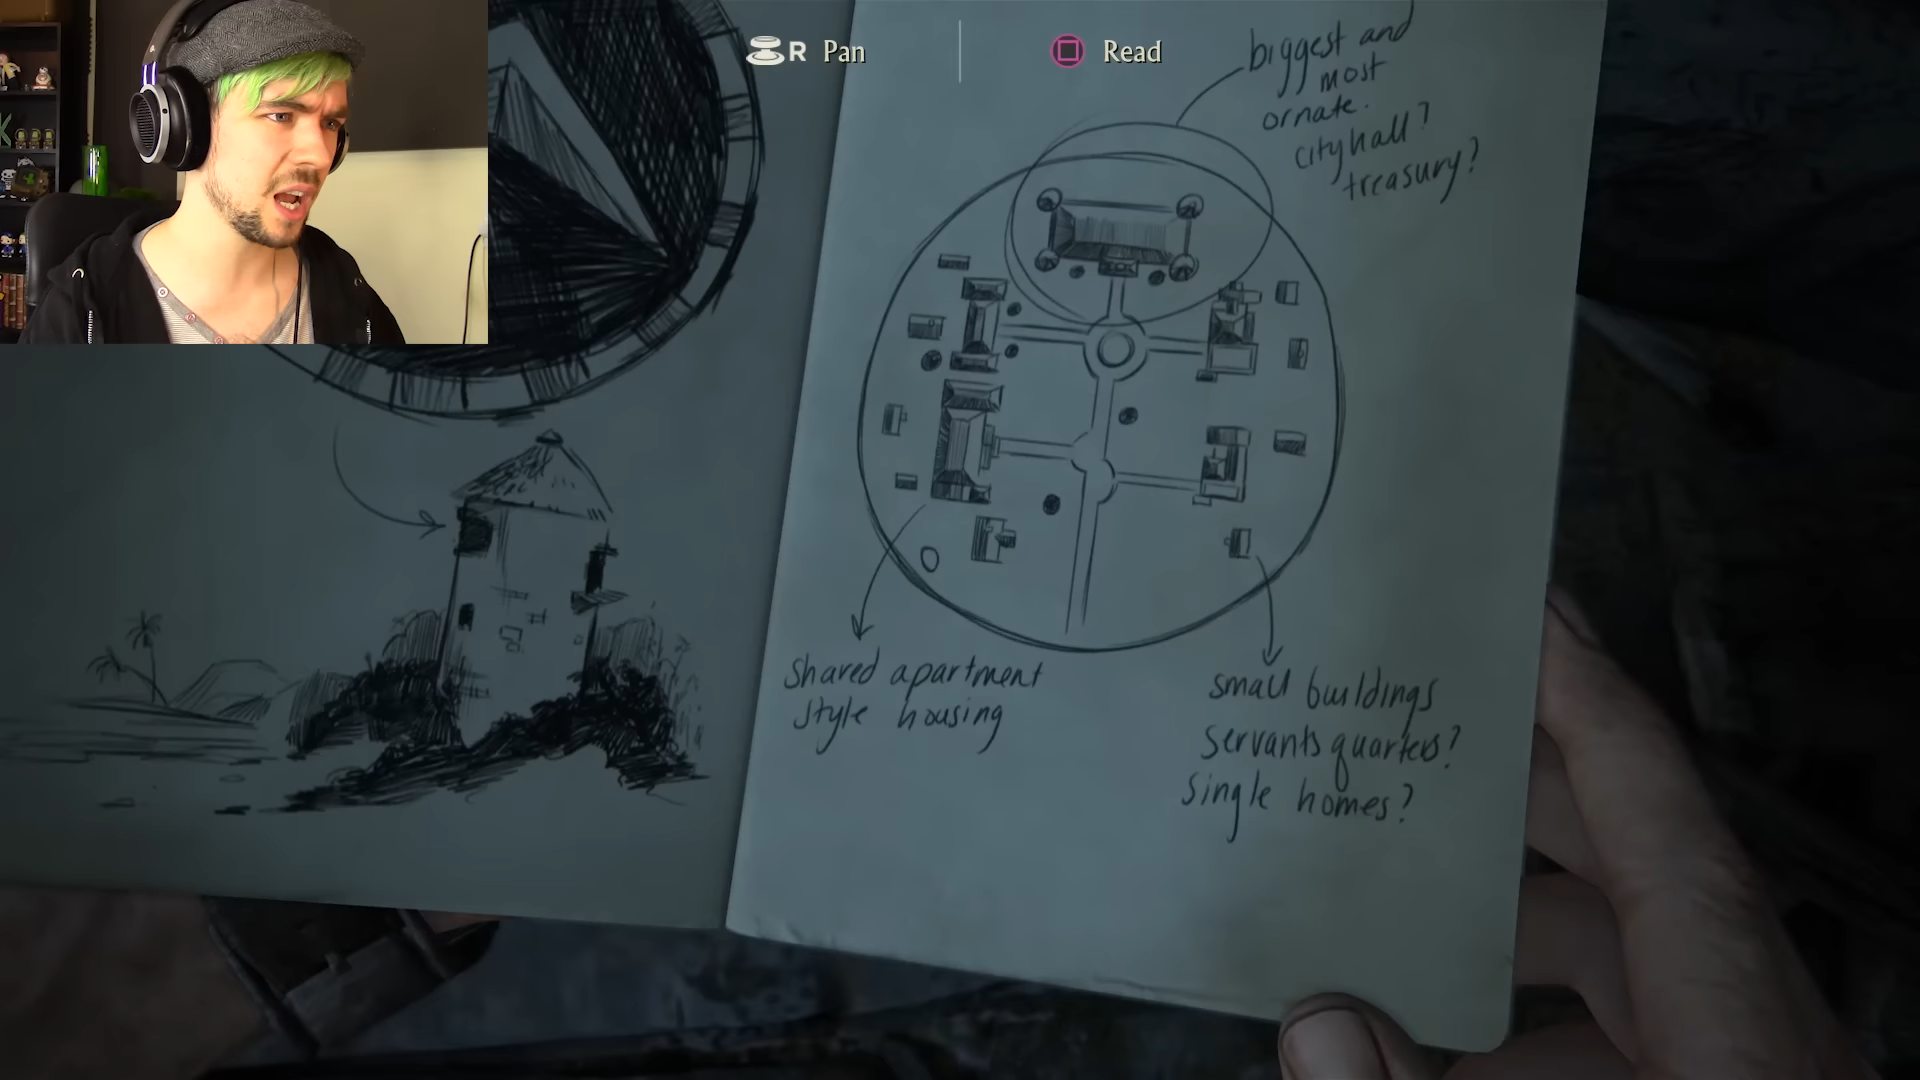 R Pan
Read
biggest and
most
ornate.
city hall?
treasury?
shared apartment
style housing
small buildings
servants quarters?
single homes?